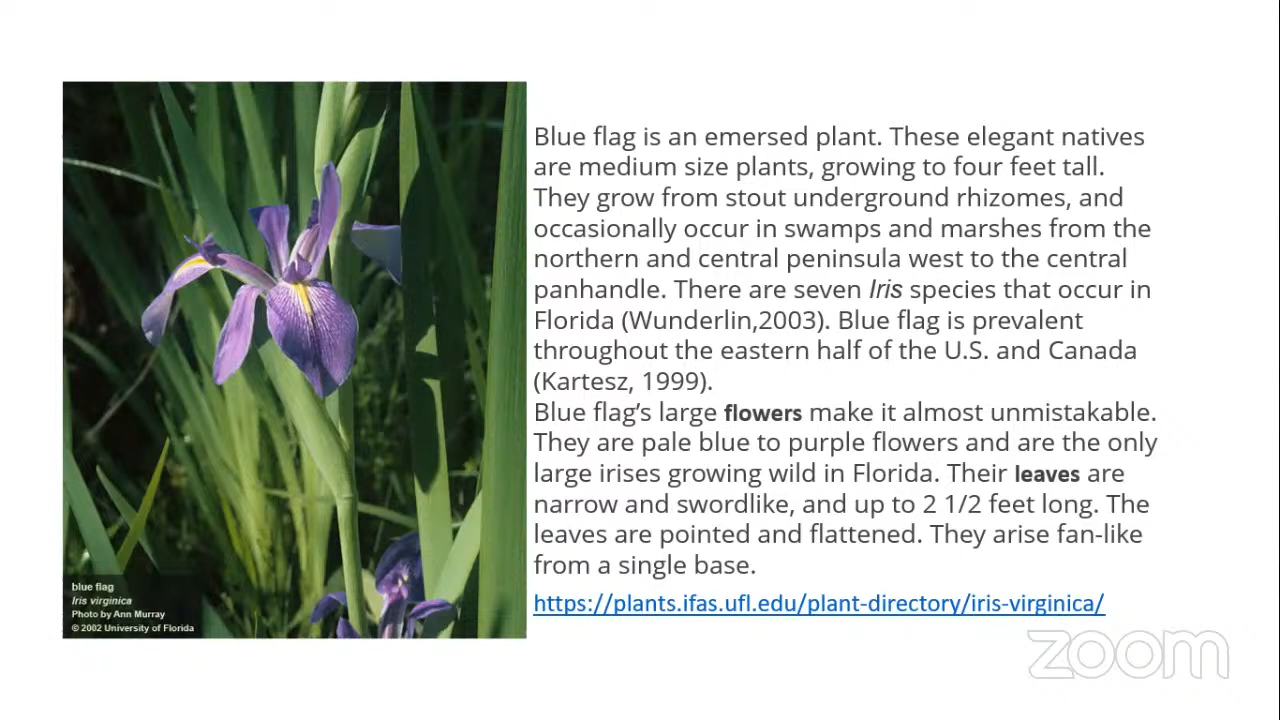 Blue flag is an emersed plant. These elegant natives
are medium size plants, growing to four feet tall.
They grow from stout underground rhizomes, and
occasionally occur in swamps and marshes from the
northern and central peninsula west to the central
panhandle. There are seven Iris species that occur in
Florida (Wunderlin,2003). Blue flag is prevalent
throughout the eastern half of the U.S. and Canada
(Kartesz, 1999).
Blue flag’s large flowers make it almost unmistakable.
They are pale blue to purple flowers and are the only
large irises growing wild in Florida. Their leaves are
narrow and swordlike, and up to 2 1/2 feet long. The
leaves are pointed and flattened. They arise fan-like
from a single base.
https://plants.ifas.ufl.edu/plant-directory/iris-virginica/
blue flag
Iris virginica
Photo by Ann Murray
© 2002 University of Florida
zoom